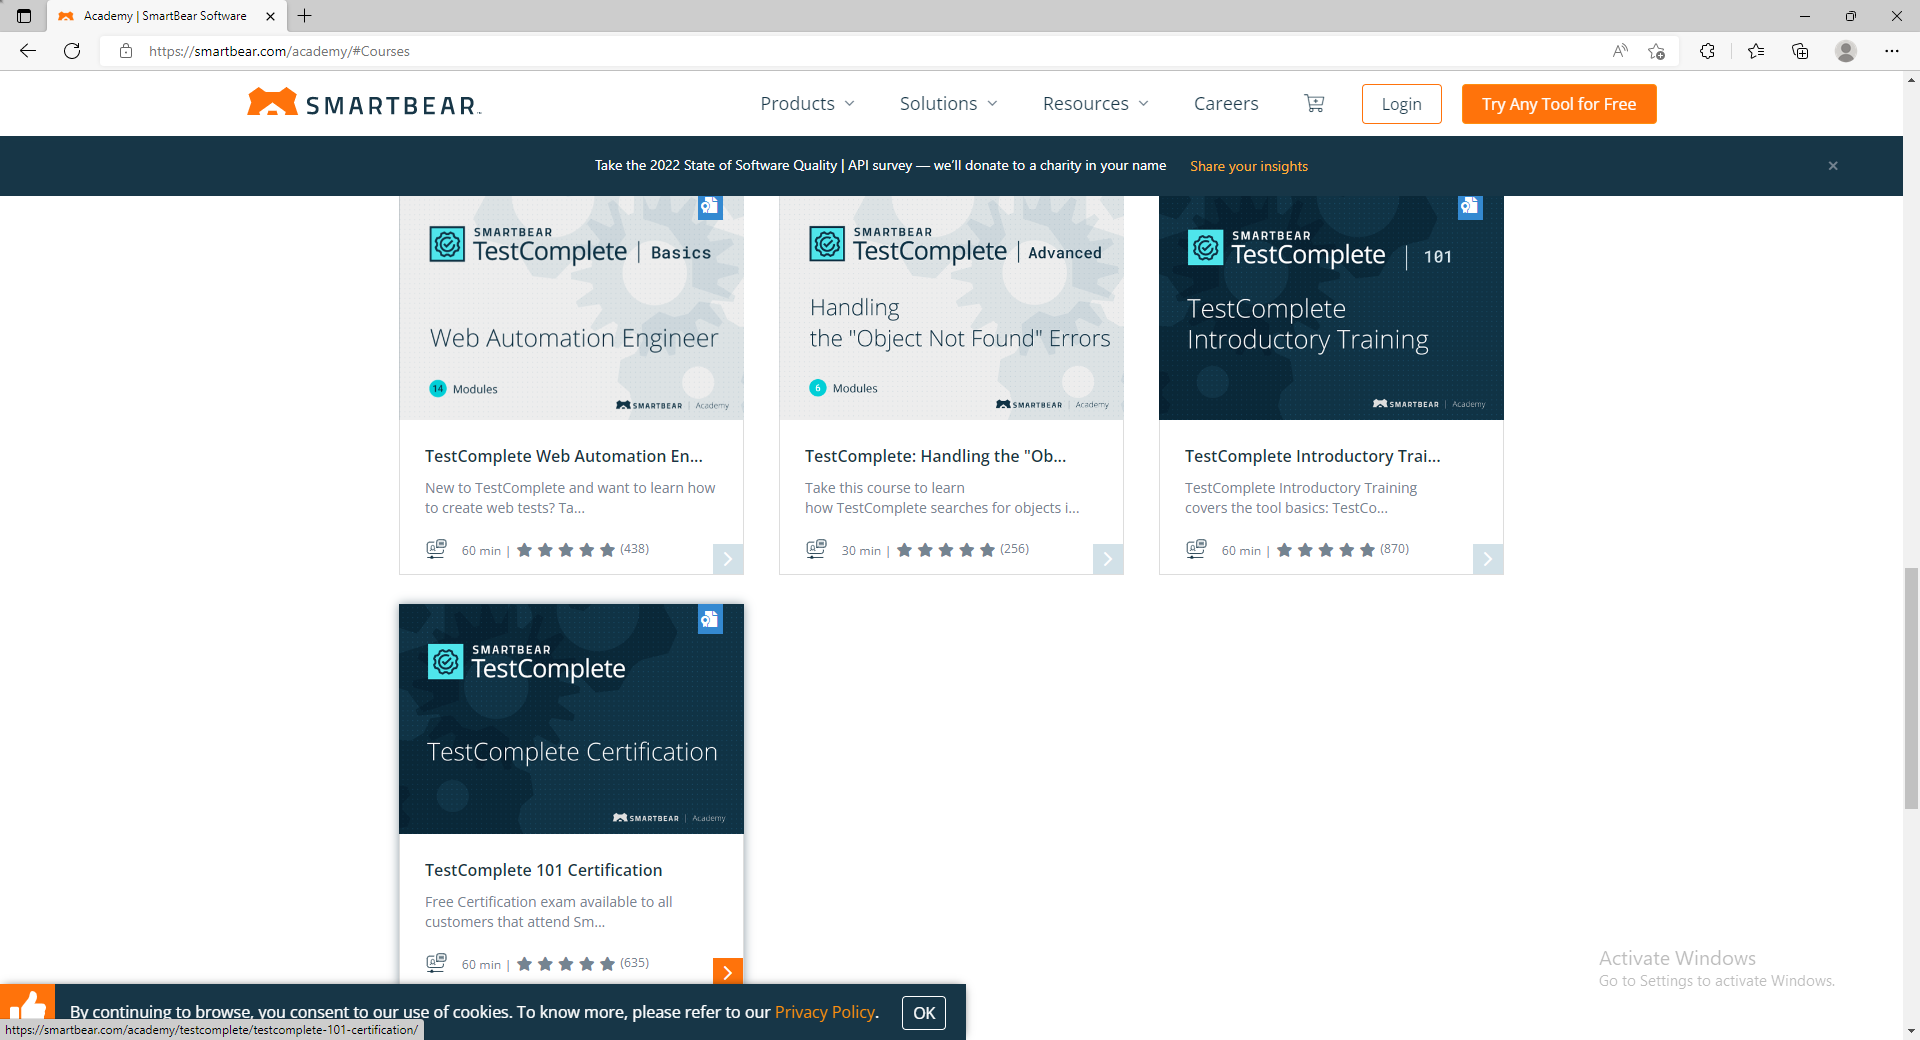 Academy | SmartBear Software
https://smartbear.com/academy/#Courses
SMARTBEAR
Products
Solutions
Resources
Careers
Login
Try Any Tool for Free
Take the 2022 State of Software Quality | API survey — we'll donate to a charity in your name
Share your insights
SMARTBEAR
TestComplete | Basics
Web Automation Engineer
14 Modules
SMARTBEAR | Academy
TestComplete Web Automation En...
New to TestComplete and want to learn how
to create web tests? Ta...
60 min | (438)
SMARTBEAR
TestComplete | Advanced
Handling
the "Object Not Found" Errors
6 Modules
SMARTBEAR | Academy
TestComplete: Handling the "Ob...
Take this course to learn
how TestComplete searches for objects i...
30 min | (256)
SMARTBEAR
TestComplete | 101
TestComplete
Introductory Training
SMARTBEAR | Academy
TestComplete Introductory Trai...
TestComplete Introductory Training
covers the tool basics: TestCo...
60 min | (870)
SMARTBEAR
TestComplete
TestComplete Certification
SMARTBEAR | Academy
TestComplete 101 Certification
Free Certification exam available to all
customers that attend Sm...
60 min | (635)
Activate Windows
Go to Settings to activate Windows.
By continuing to browse, you consent to our use of cookies. To know more, please refer to our Privacy Policy.
OK
https://smartbear.com/academy/testcomplete/testcomplete-101-certification/